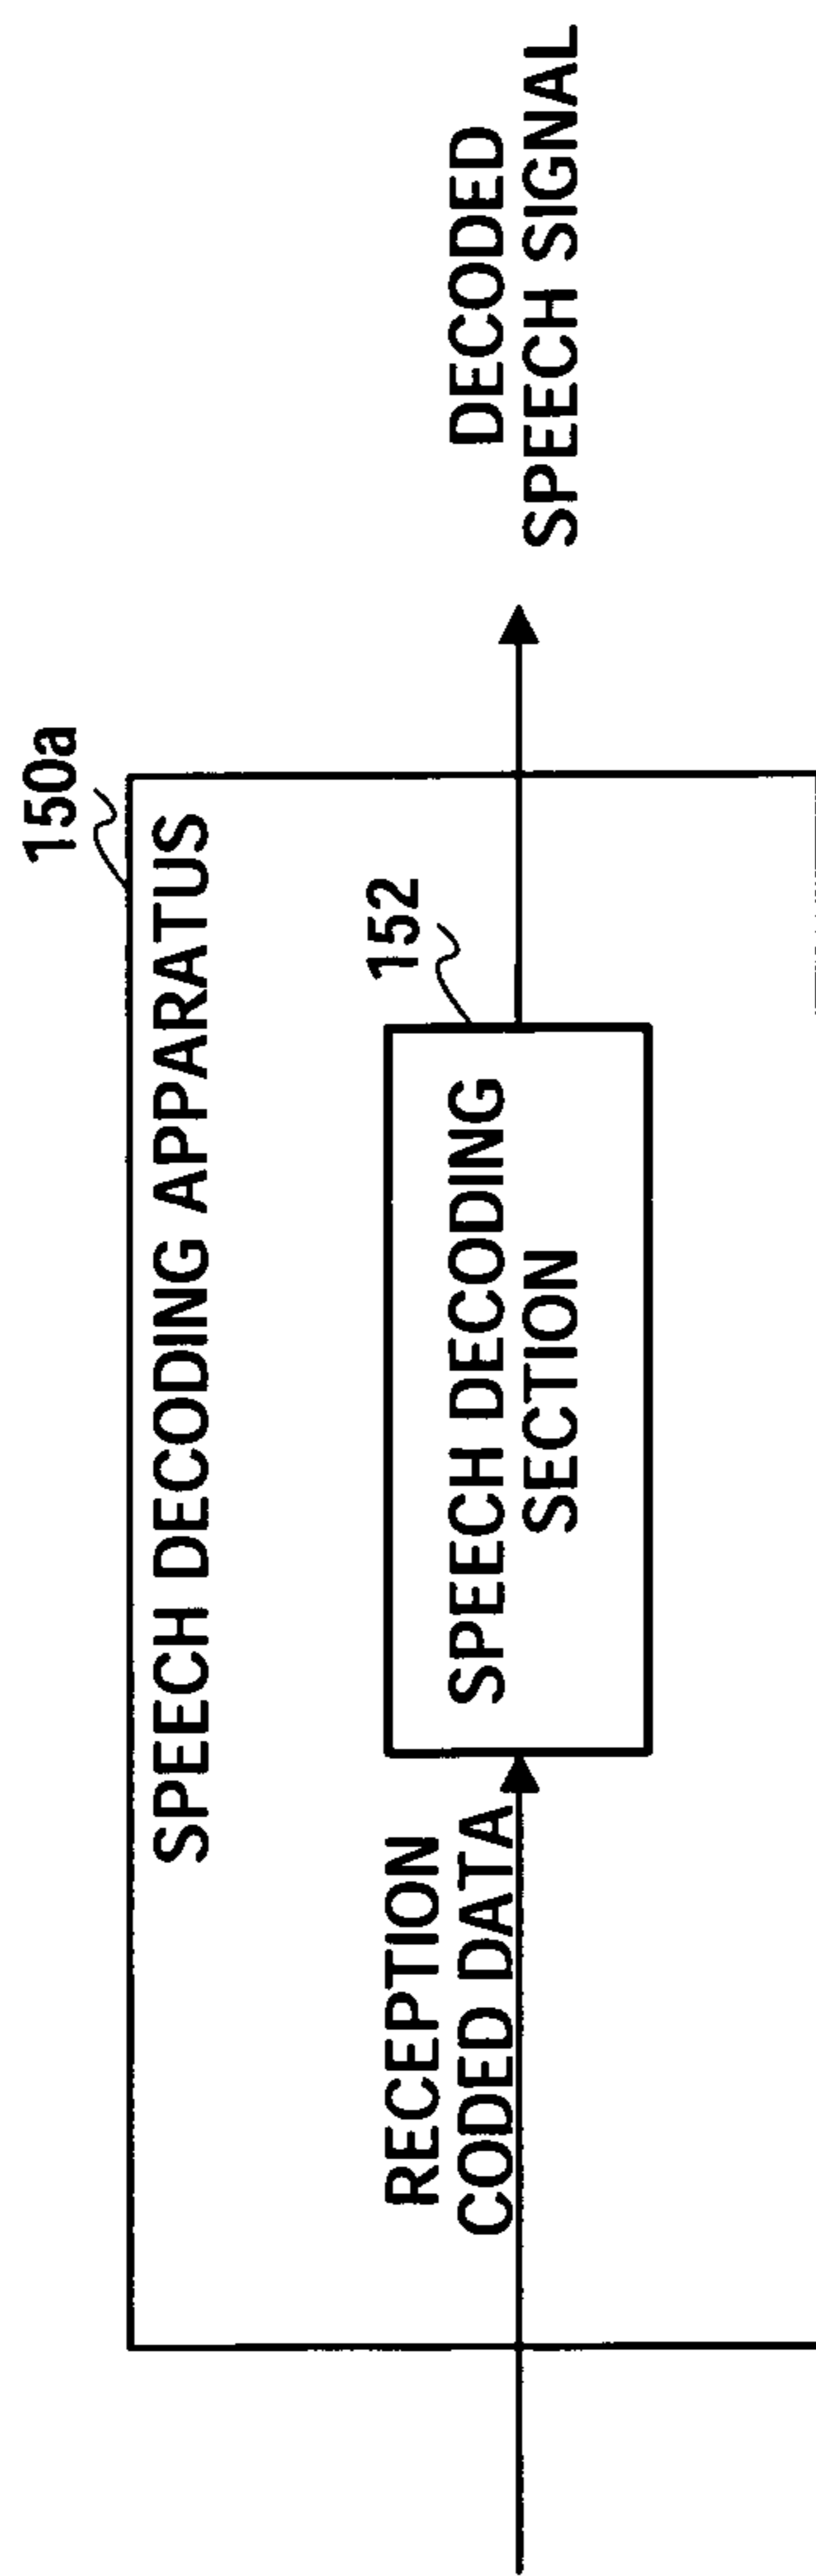 150a
SPEECH DECODING APPARATUS
152
RECEPTION
CODED DATA
SPEECH DECODING
SECTION
DECODED
SPEECH SIGNAL